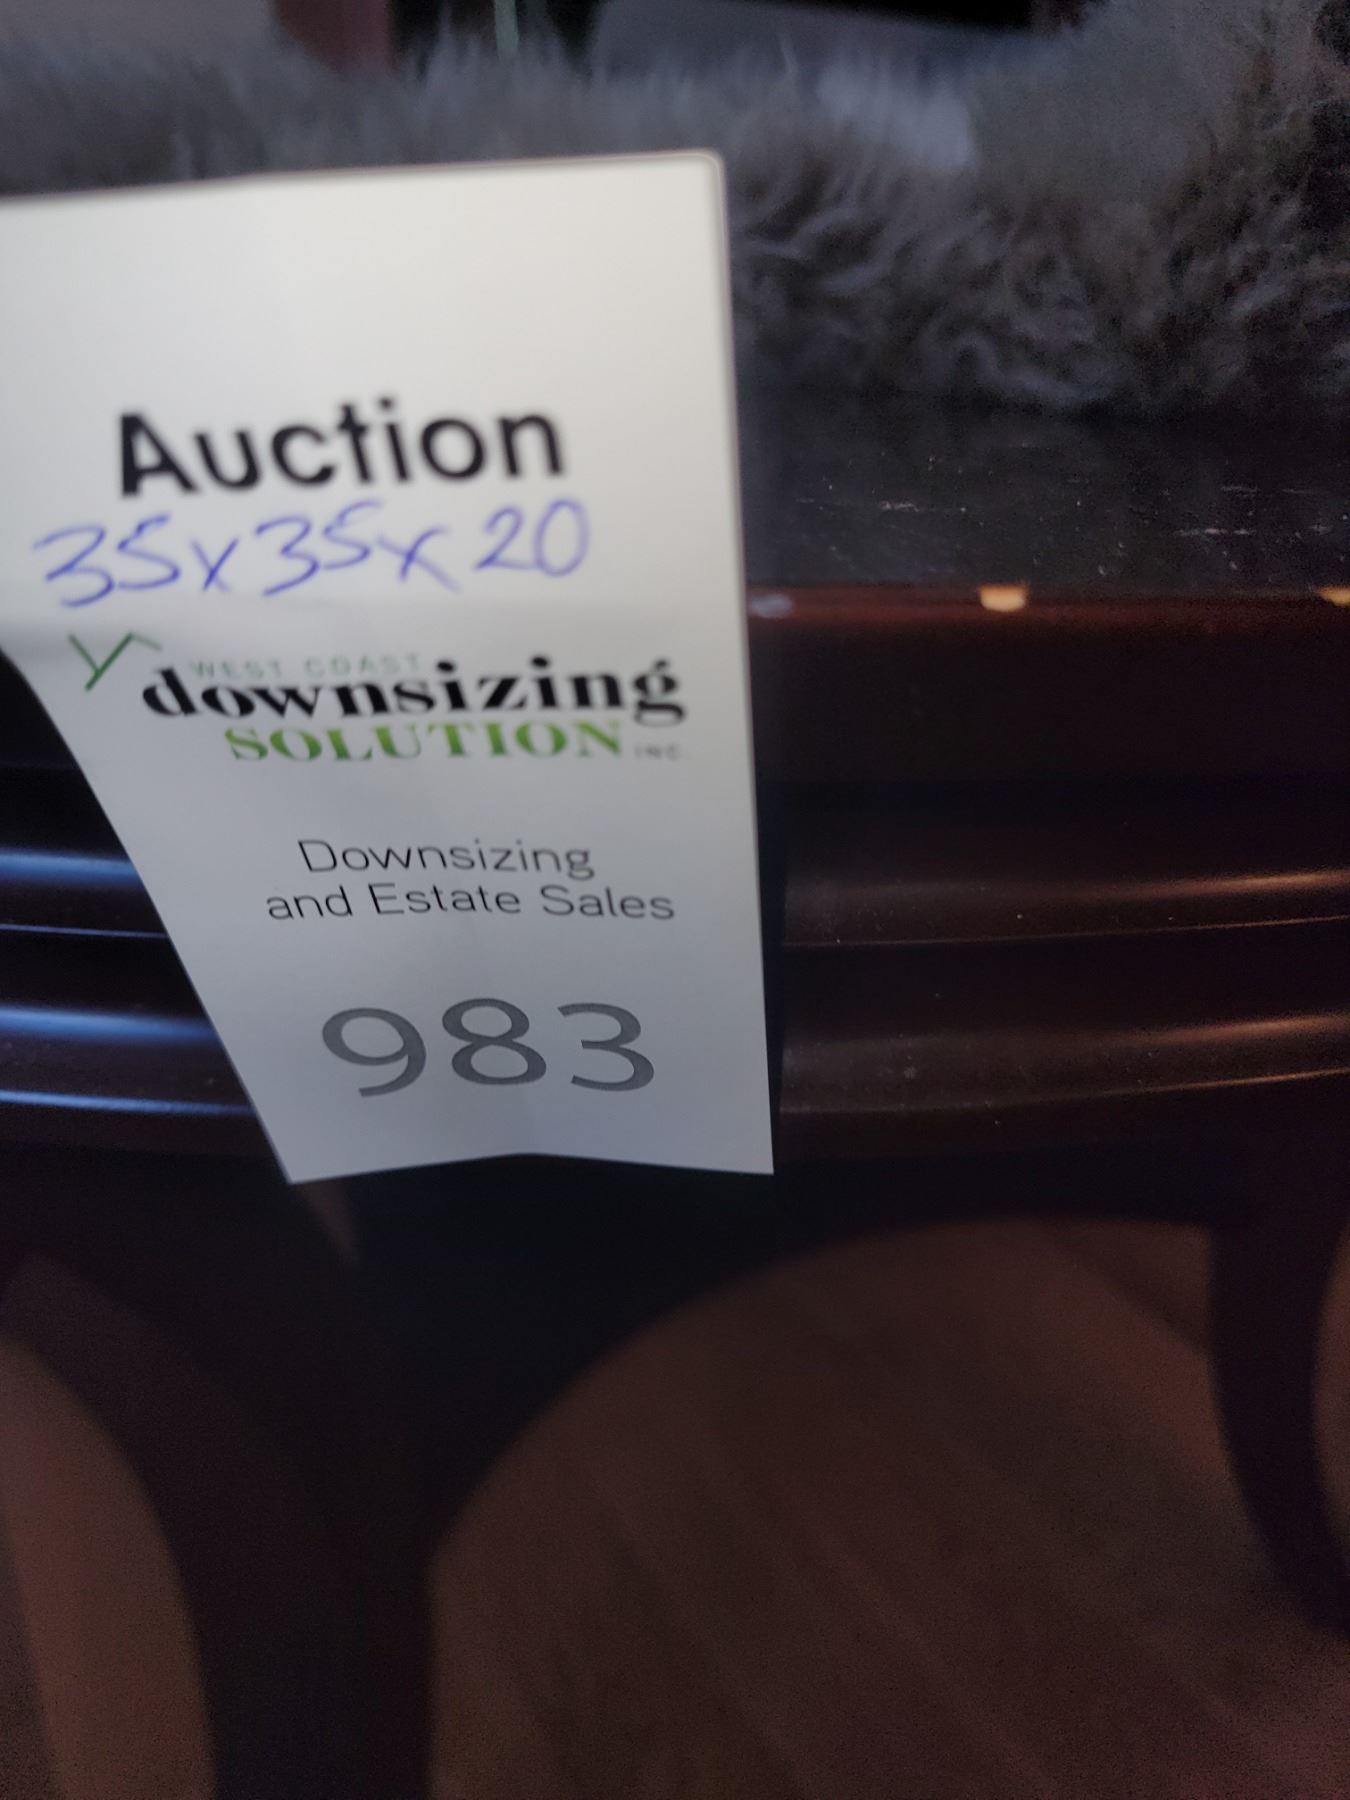 Auction
35x35x20
WEST COAST
downsizing
SOLUTION INC.
Downsizing
and Estate Sales
983